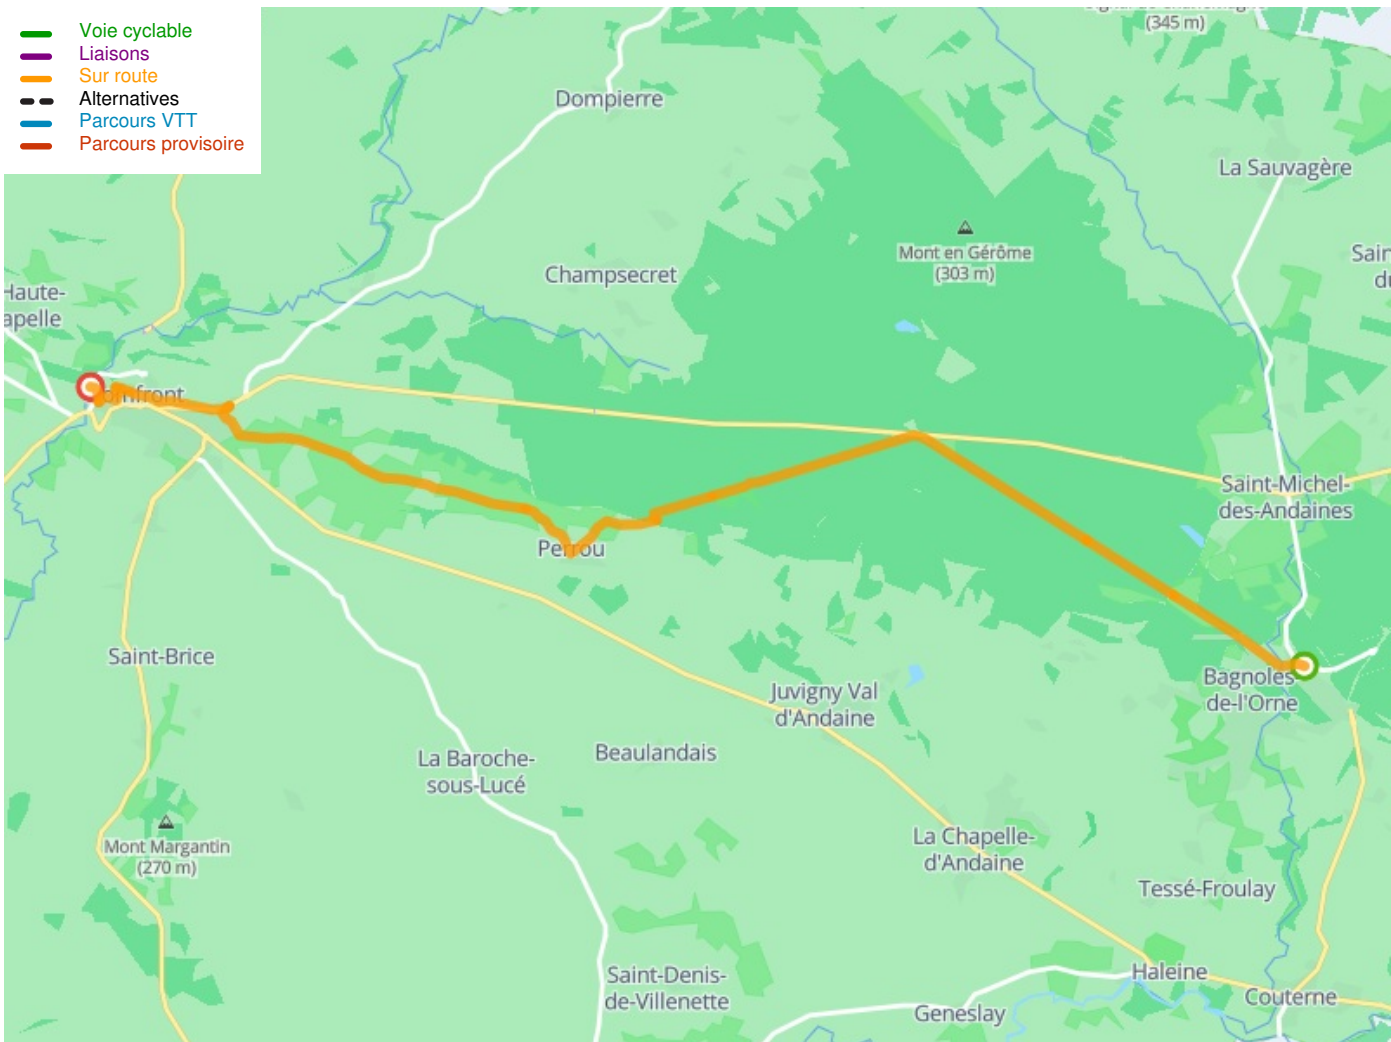 Voie cyclable
Liaisons
Sur route
Alternatives
Parcours VTT
Parcours provisoire
(345 m)
Dompierre
La Sauvagère
Mont en Gérôme
(303 m)
Champsecret
Haute-
apelle
omfront
Saint-Michel-
des-Andaines
Perrou
Saint-Brice
Bagnoles-
de-l'Orne
Juvigny Val
d'Andaine
La Baroche-
sous-Lucé
Beaulandais
Mont Margantin
(270 m)
La Chapelle-
d'Andaine
Tessé-Froulay
Saint-Denis-
de-Villenette
Haleine
Couterne
Geneslay